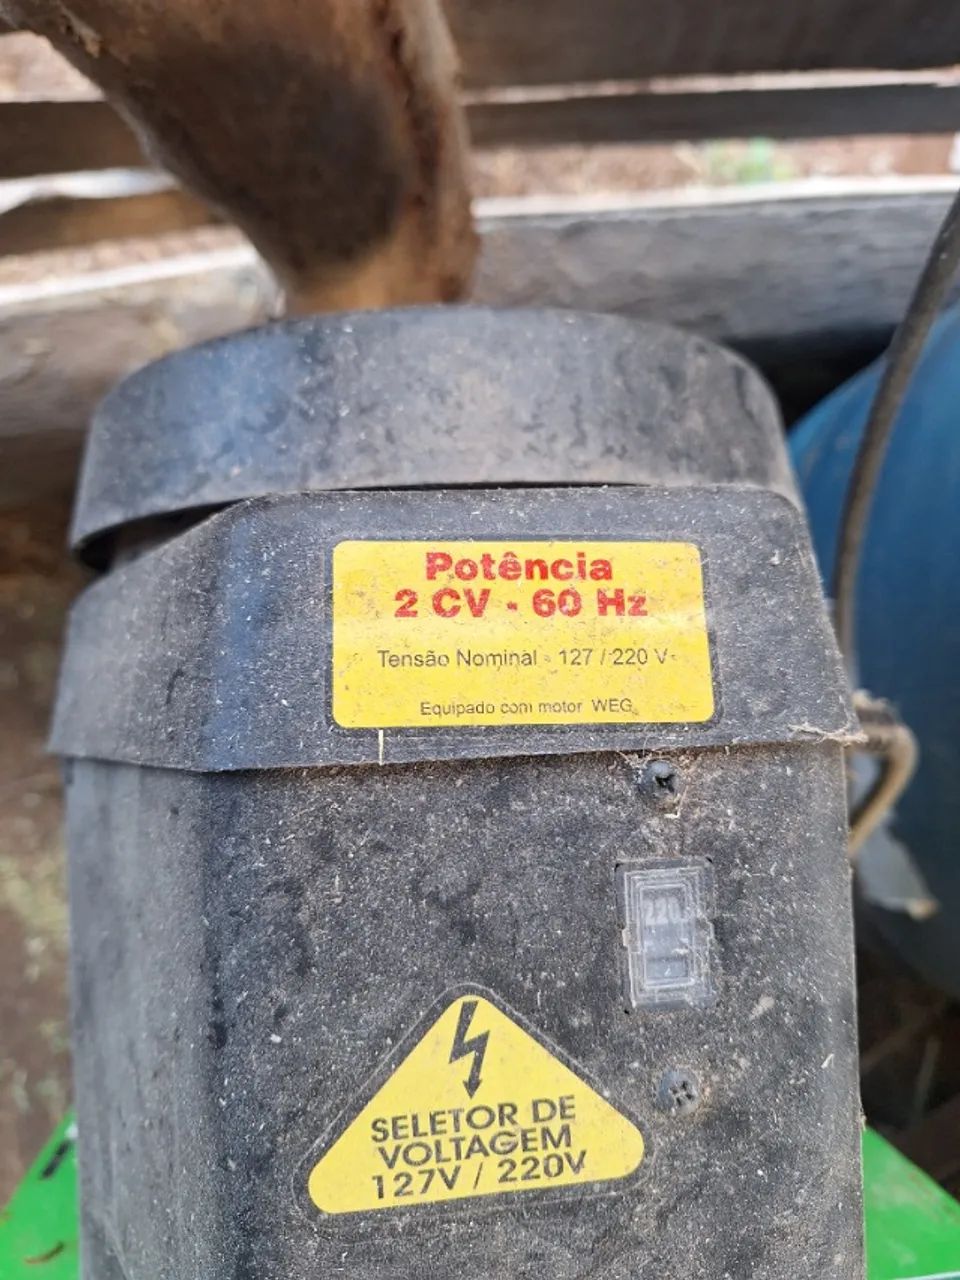 Potência
2 CV - 60 Hz
Tensão Nominal - 127 / 220 V
Equipado com motor WEG
220
SELETOR DE
VOLTAGEM
127V / 220V